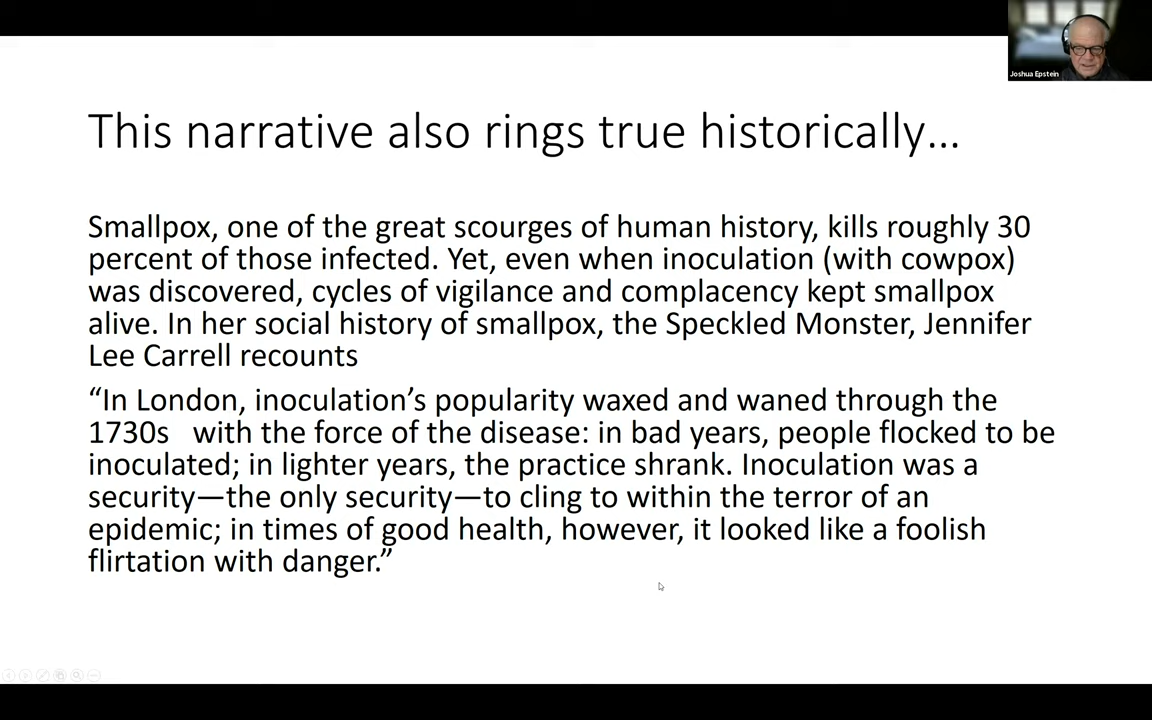 Joshua Epstein
This narrative also rings true historically…
Smallpox, one of the great scourges of human history, kills roughly 30
percent of those infected. Yet, even when inoculation (with cowpox)
was discovered, cycles of vigilance and complacency kept smallpox
alive. In her social history of smallpox, the Speckled Monster, Jennifer
Lee Carrell recounts
“In London, inoculation’s popularity waxed and waned through the
1730s   with the force of the disease: in bad years, people flocked to be
inoculated; in lighter years, the practice shrank. Inoculation was a
security—the only security—to cling to within the terror of an
epidemic; in times of good health, however, it looked like a foolish
flirtation with danger.”